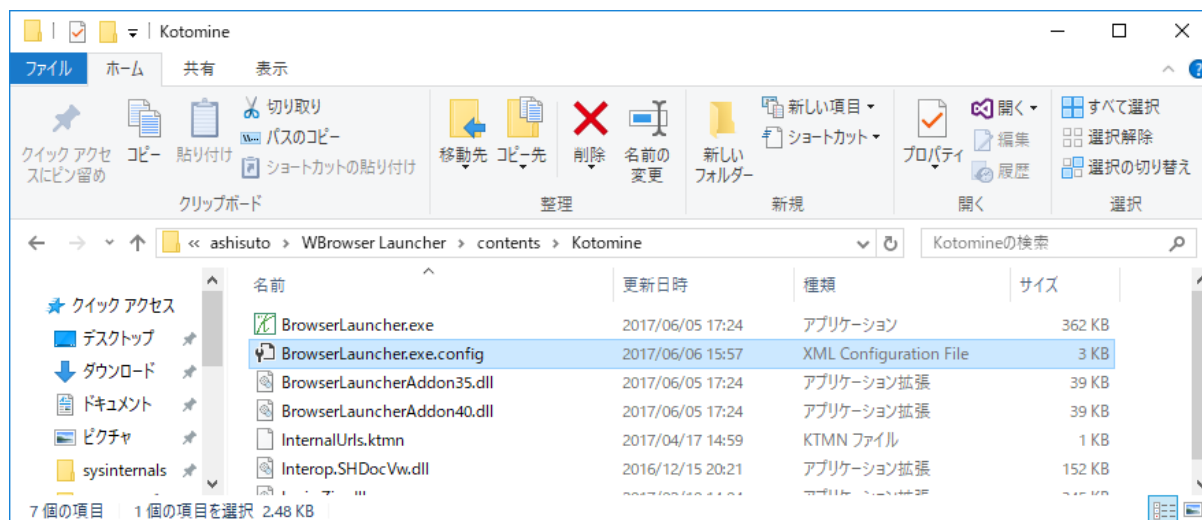 Kotomine
ファイル ホーム 共有 表示
クイック アクセスにピン留め
コピー
貼り付け
切り取り
パスのコピー
ショートカットの貼り付け
クリップボード
移動先
コピー先
削除
名前の変更
整理
新しいフォルダー
新しい項目
ショートカット
新規
プロパティ
開く
編集
履歴
開く
すべて選択
選択解除
選択の切り替え
選択
« ashisuto › WBrowser Launcher › contents › Kotomine
Kotomineの検索
クイック アクセス
デスクトップ
ダウンロード
ドキュメント
ピクチャ
sysinternals
名前 更新日時 種類 サイズ
BrowserLauncher.exe 2017/06/05 17:24 アプリケーション 362 KB
BrowserLauncher.exe.config 2017/06/06 15:57 XML Configuration File 3 KB
BrowserLauncherAddon35.dll 2017/06/05 17:24 アプリケーション拡張 39 KB
BrowserLauncherAddon40.dll 2017/06/05 17:24 アプリケーション拡張 39 KB
InternalUrls.ktmn 2017/04/17 14:59 KTMN ファイル 1 KB
Interop.SHDocVw.dll 2016/12/15 20:21 アプリケーション拡張 152 KB
7 個の項目 1 個の項目を選択 2.48 KB